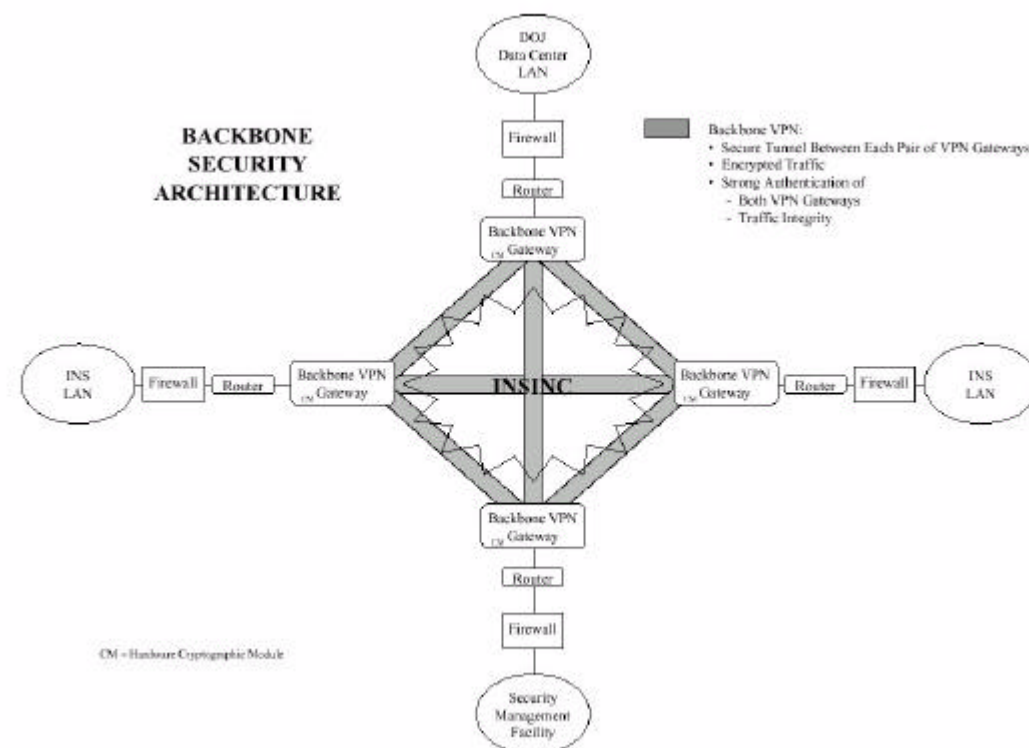 DOJ
Data Center
LAN
BACKBONE
SECURITY
ARCHITECTURE
Firewall
Backbone VPN:
• Secure Tunnel Between Each Pair of VPN Gateways
• Encrypted Traffic
• Strong Authentication of
- Both VPN Gateways
- Traffic Integrity
Router
Backbone VPN
CM Gateway
INS
LAN
Firewall
Router
Backbone VPN
CM Gateway
INSINC
Backbone VPN
CM Gateway
Router
Firewall
INS
LAN
Backbone VPN
CM Gateway
Router
Firewall
CM = Hardware Cryptographic Module
Security
Management
Facility